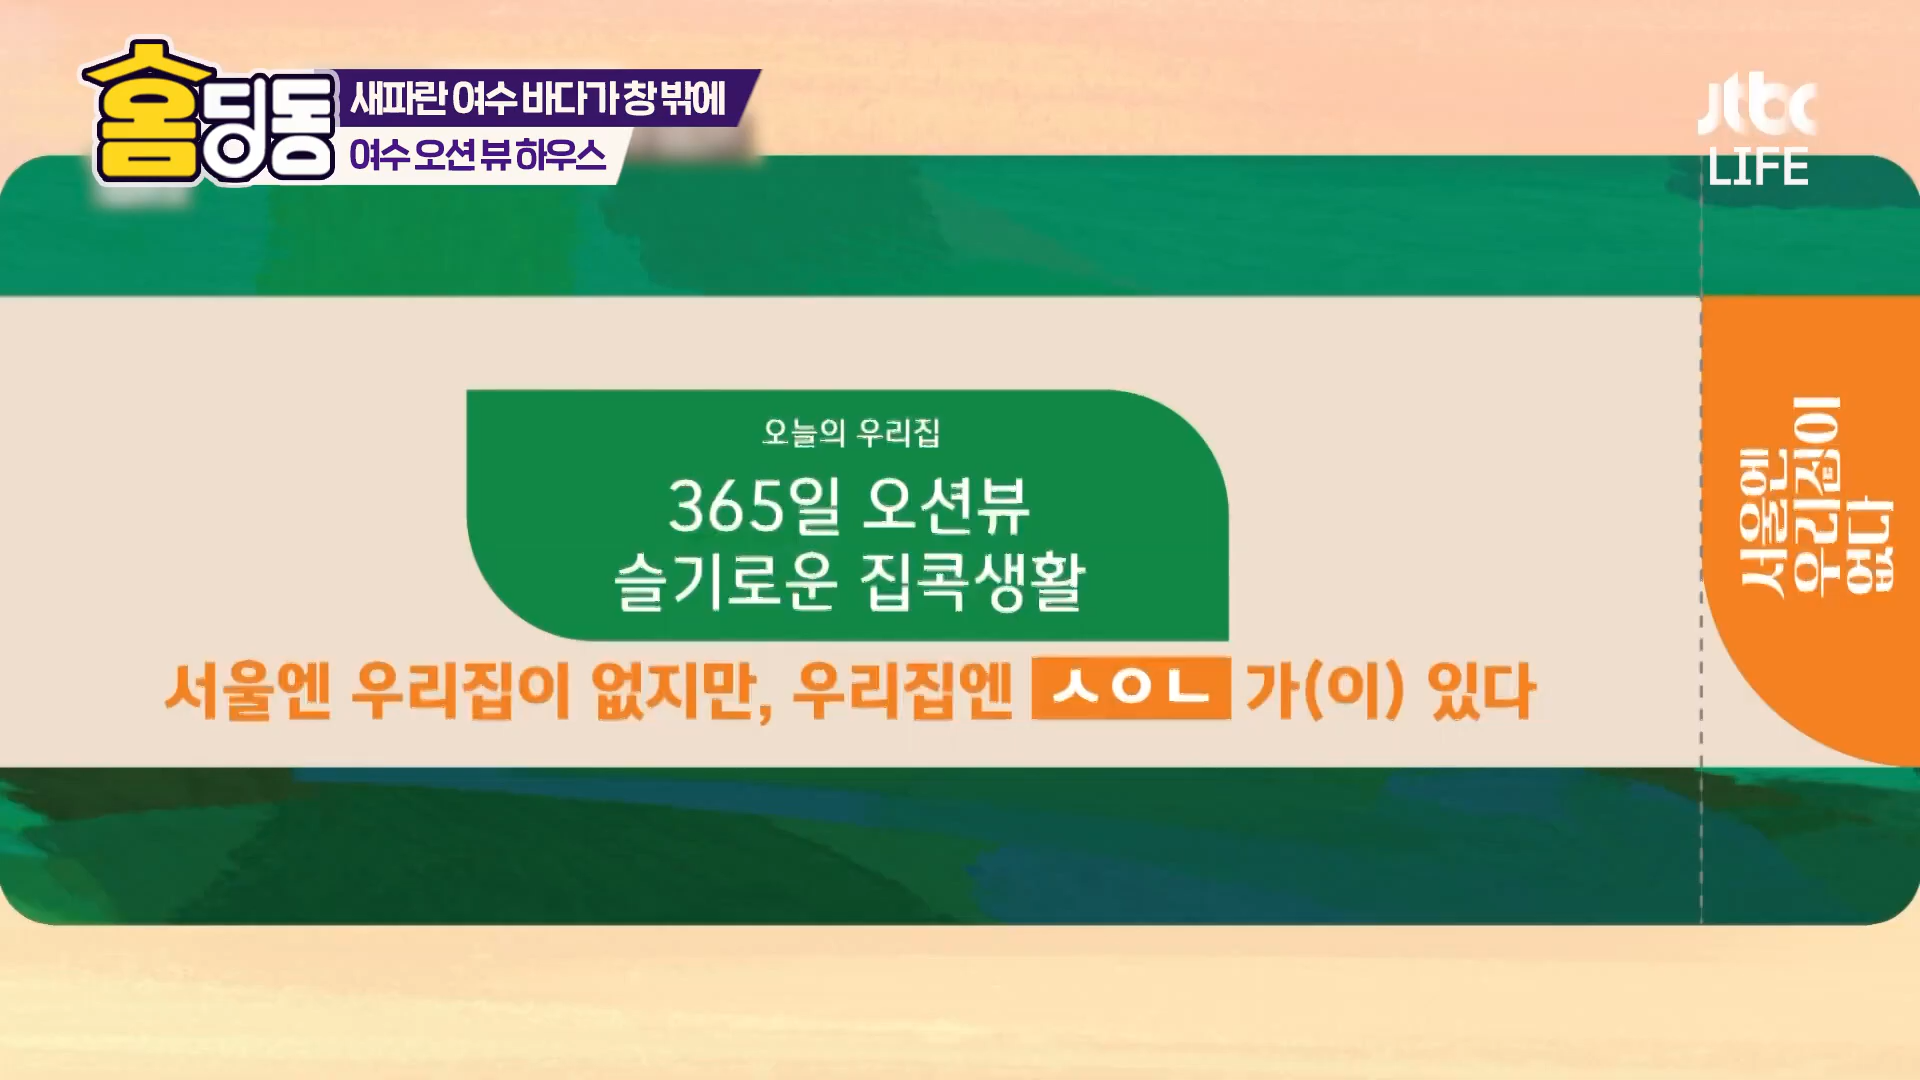 홈딩동
새파란 여수 바다가 창 밖에
여수 오션 뷰 하우스
jtbc
LIFE
오늘의 우리집
365일 오션뷰
슬기로운 집콕생활
서울엔 우리집이 없지만, 우리집엔 ㅅㅇㄴ 가(이) 있다
서울엔
우리집이
없다